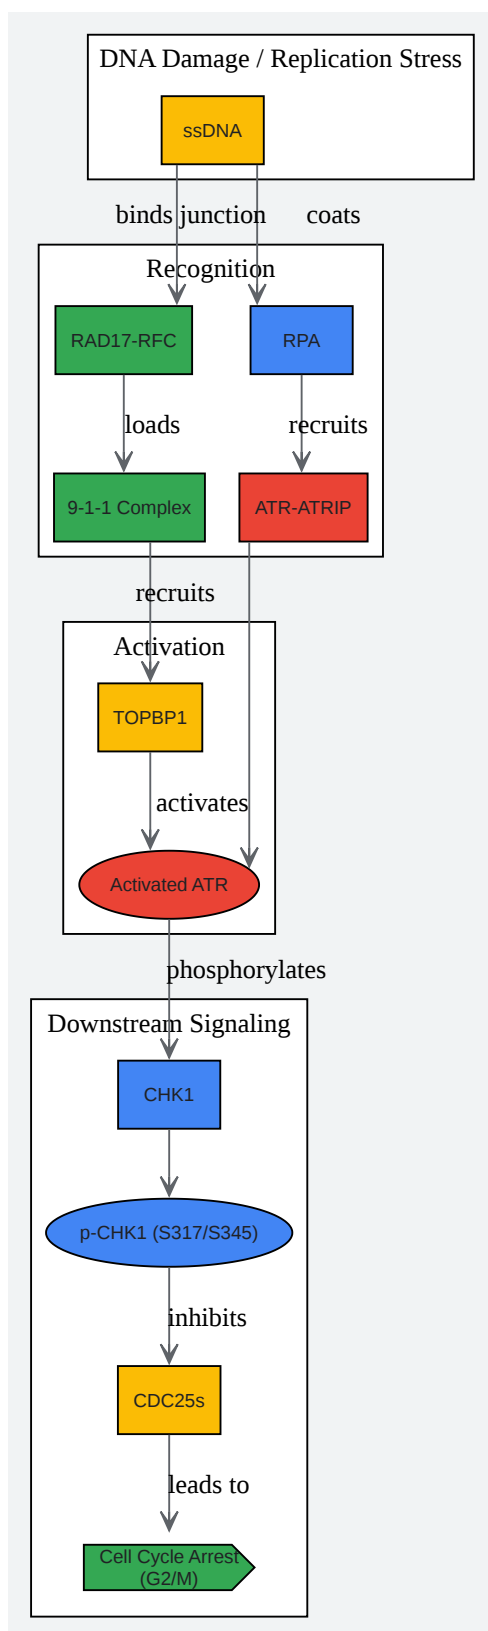 DNA Damage / Replication Stress
ssDNA
binds junction
coats
Recognition
RAD17-RFC
RPA
loads
recruits
9-1-1 Complex
ATR-ATRIP
recruits
Activation
TOPBP1
activates
Activated ATR
phosphorylates
Downstream Signaling
CHK1
p-CHK1 (S317/S345)
inhibits
CDC25s
leads to
Cell Cycle Arrest
(G2/M)